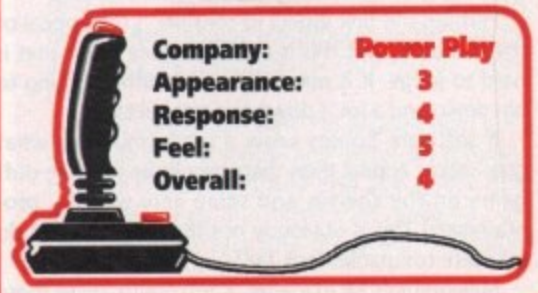 Company: Power Play
Appearance: 3
Response: 4
Feel: 5
Overall: 4